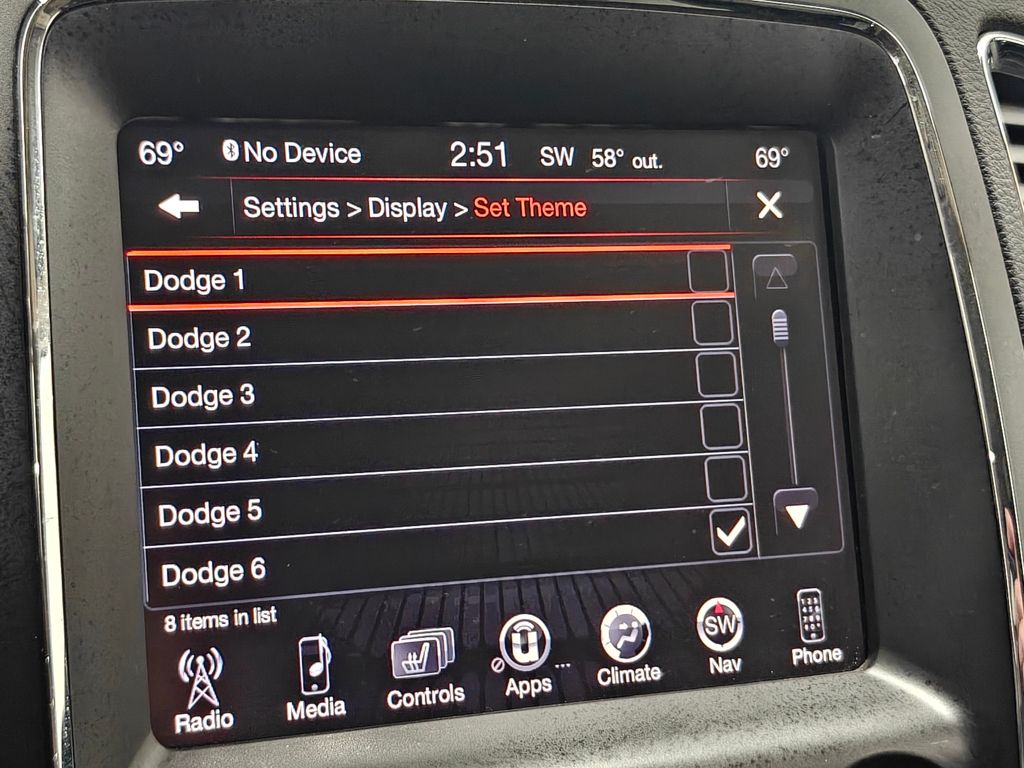 69° No Device 2:51 SW 58° out. 69°
Settings > Display > Set Theme X
Dodge 1
Dodge 2
Dodge 3
Dodge 4
Dodge 5
Dodge 6
8 items in list
SW
Radio Media Controls Apps ... Climate Nav Phone